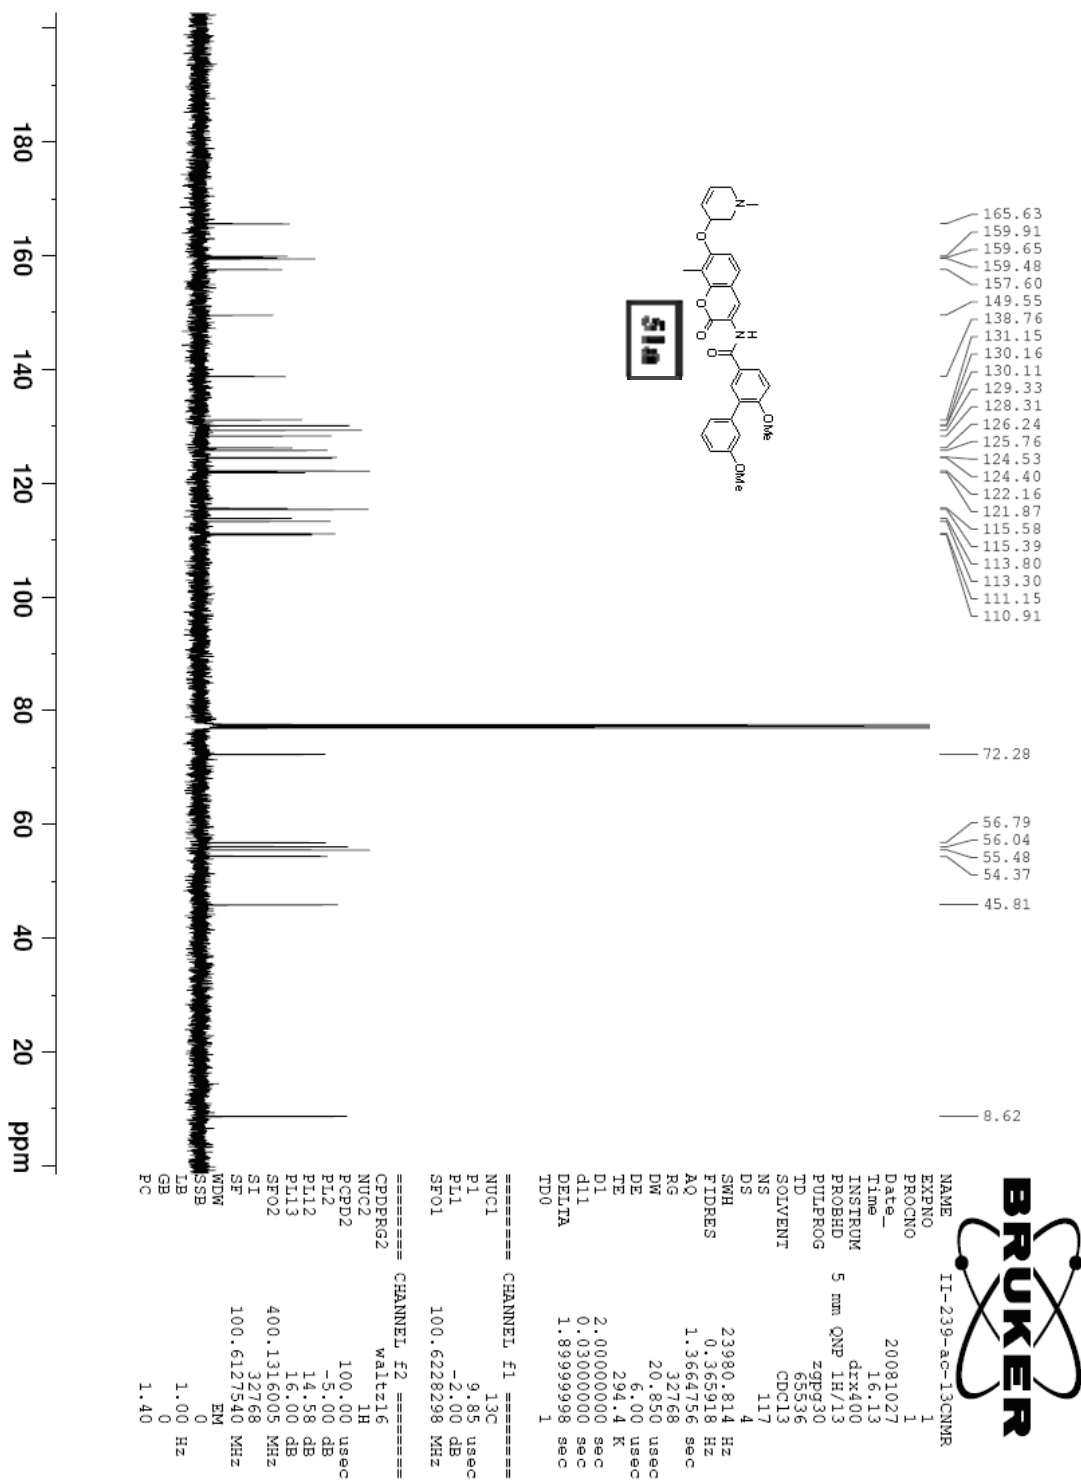 165.63
159.91
159.65
159.48
157.60
149.55
138.76
131.15
130.16
130.11
129.33
128.31
126.24
125.76
124.53
124.40
122.16
121.87
115.58
115.39
113.80
113.30
111.15
110.91
72.28
56.79
56.04
55.48
54.37
45.81
8.62
N
O
O
O
N
H
O
OMe
OMe
180
160
140
120
100
80
60
40
20
ppm
BRUKER
NAME II-239-ac-13CNMR
EXPNO 1
PROCNO 1
Date_ 20081027
Time 16.13
INSTRUM drx400
PROBHD 5 mm QNP 1H/13
PULPROG zgpg30
TD 65536
SOLVENT CDCl3
NS 117
DS 4
SWH 23980.814 Hz
FIDRES 0.365918 Hz
AQ 1.3664756 sec
RG 32768
DW 20.850 usec
DE 6.00 usec
TE 294.4 K
D1 2.00000000 sec
d11 0.03000000 sec
DELTA 1.89999998 sec
TD0 1
======== CHANNEL f1 ========
NUC1 13C
P1 9.85 usec
PL1 -2.00 dB
SFO1 100.6228298 MHz
======== CHANNEL f2 ========
CPDPRG2 waltz16
NUC2 1H
PCPD2 100.00 usec
PL2 -5.00 dB
PL12 14.58 dB
PL13 16.00 dB
SFO2 400.1316005 MHz
SI 32768
SF 100.6127540 MHz
WDW EM
SSB 0
LB 1.00 Hz
GB 0
PC 1.40